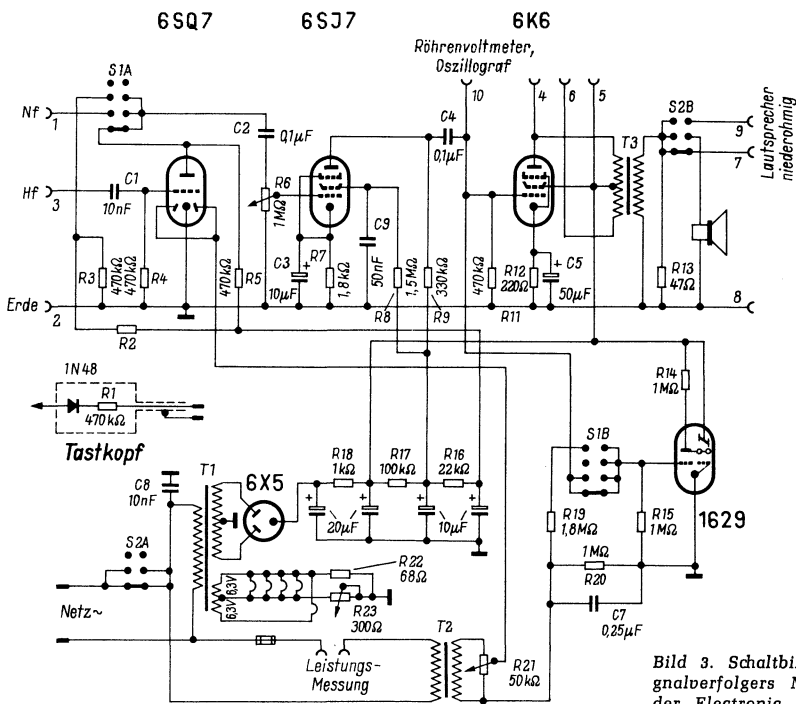 6SQ7 6SJ7 6K6
Röhrenvoltmeter,
Oszillograf
S1A
10 4 6 5
S2B
Nf
1
C2
0,1µF
C4
0,1µF
T3
9
7
Lautsprecher
niederohmig
Hf
3
C1
10nF
R6
1MΩ
C9
50nF
R3
470kΩ
470kΩ
R4
470kΩ
R5
C3
10µF
+
R7
1,8kΩ
R8
1,5MΩ
330kΩ
R9
470kΩ
R11
R12
220Ω
+
C5
50µF
R13
47Ω
Erde
2
8
R2
1N48
R1
470kΩ
Tastkopf
R14
1MΩ
S1B
C8
10nF
T1
6X5
R18
1kΩ
R17
100kΩ
R16
22kΩ
+ + + +
20µF
10µF
R19
1,8MΩ
R15
1MΩ
1629
S2A
R22
68Ω
1MΩ
R20
Netz~
6,3V
6,3V
R23
300Ω
C7
0,25µF
T2
Leistungs-
Messung
R21
50kΩ
Bild 3. Schaltbi
gnalverfolgers
der Electronic